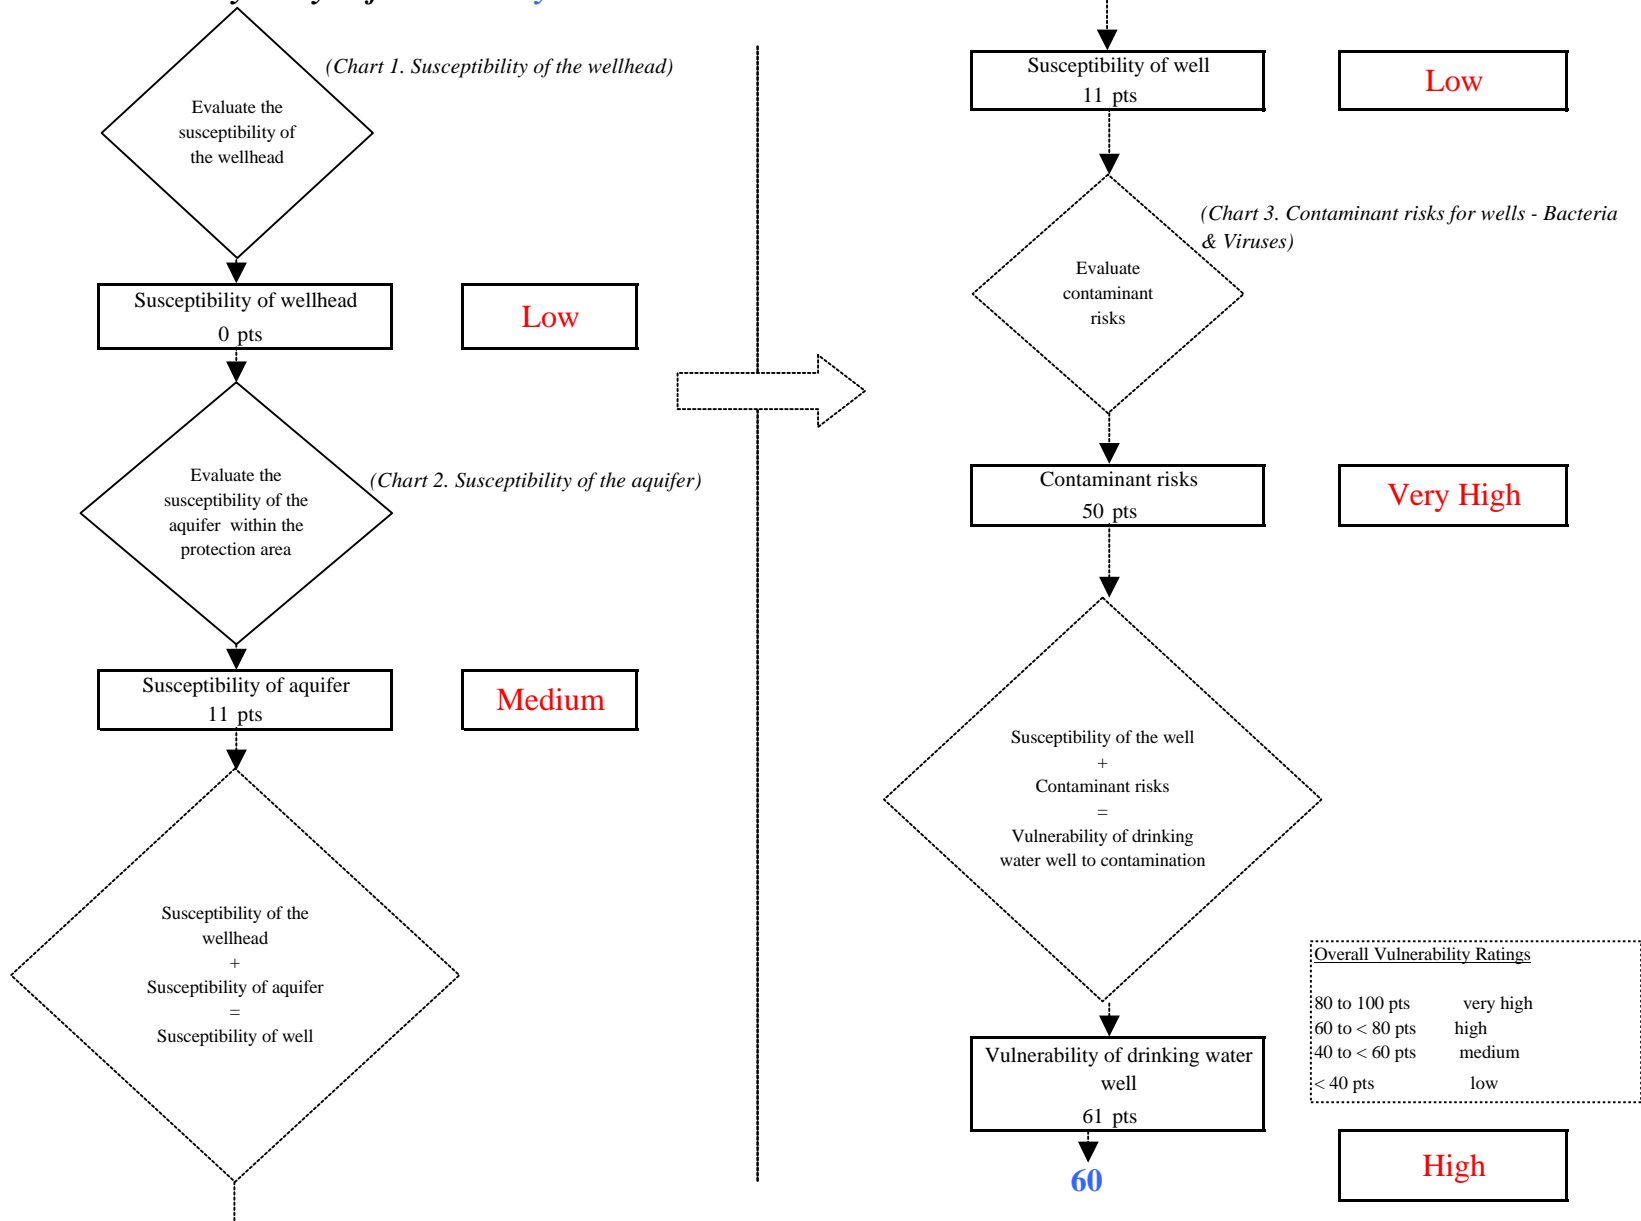 (Chart 1. Susceptibility of the wellhead)
Evaluate the
susceptibility of
the wellhead
Susceptibility of wellhead
0 pts
Low
Evaluate the
susceptibility of the
aquifer within the
protection area
(Chart 2. Susceptibility of the aquifer)
Susceptibility of aquifer
11 pts
Medium
Susceptibility of the
wellhead
+
Susceptibility of aquifer
=
Susceptibility of well
Susceptibility of well
11 pts
Low
(Chart 3. Contaminant risks for wells - Bacteria
& Viruses)
Evaluate
contaminant
risks
Contaminant risks
50 pts
Very High
Susceptibility of the well
+
Contaminant risks
=
Vulnerability of drinking
water well to contamination
Overall Vulnerability Ratings
80 to 100 pts very high
60 to < 80 pts high
40 to < 60 pts medium
< 40 pts low
Vulnerability of drinking water
well
61 pts
60
High